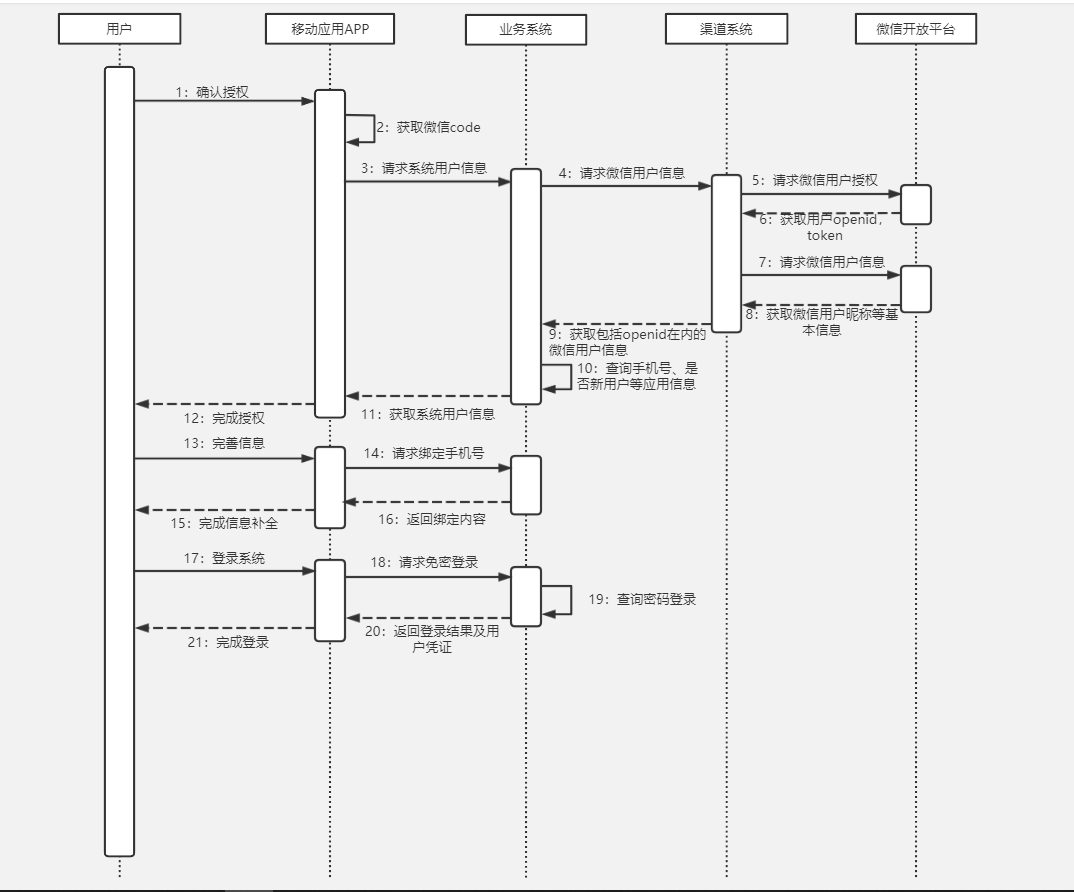 用户
移动应用APP
业务系统
渠道系统
微信开放平台
1：确认授权
2：获取微信code
3：请求系统用户信息
4：请求微信用户信息
5：请求微信用户授权
6：获取用户openid，
token
7：请求微信用户信息
8：获取微信用户昵称等基
本信息
9：获取包括openid在内的
微信用户信息
10：查询手机号、是
否新用户等应用信息
11：获取系统用户信息
12：完成授权
13：完善信息
14：请求绑定手机号
16：返回绑定内容
15：完成信息补全
17：登录系统
18：请求免密登录
19：查询密码登录
20：返回登录结果及用
户凭证
21：完成登录